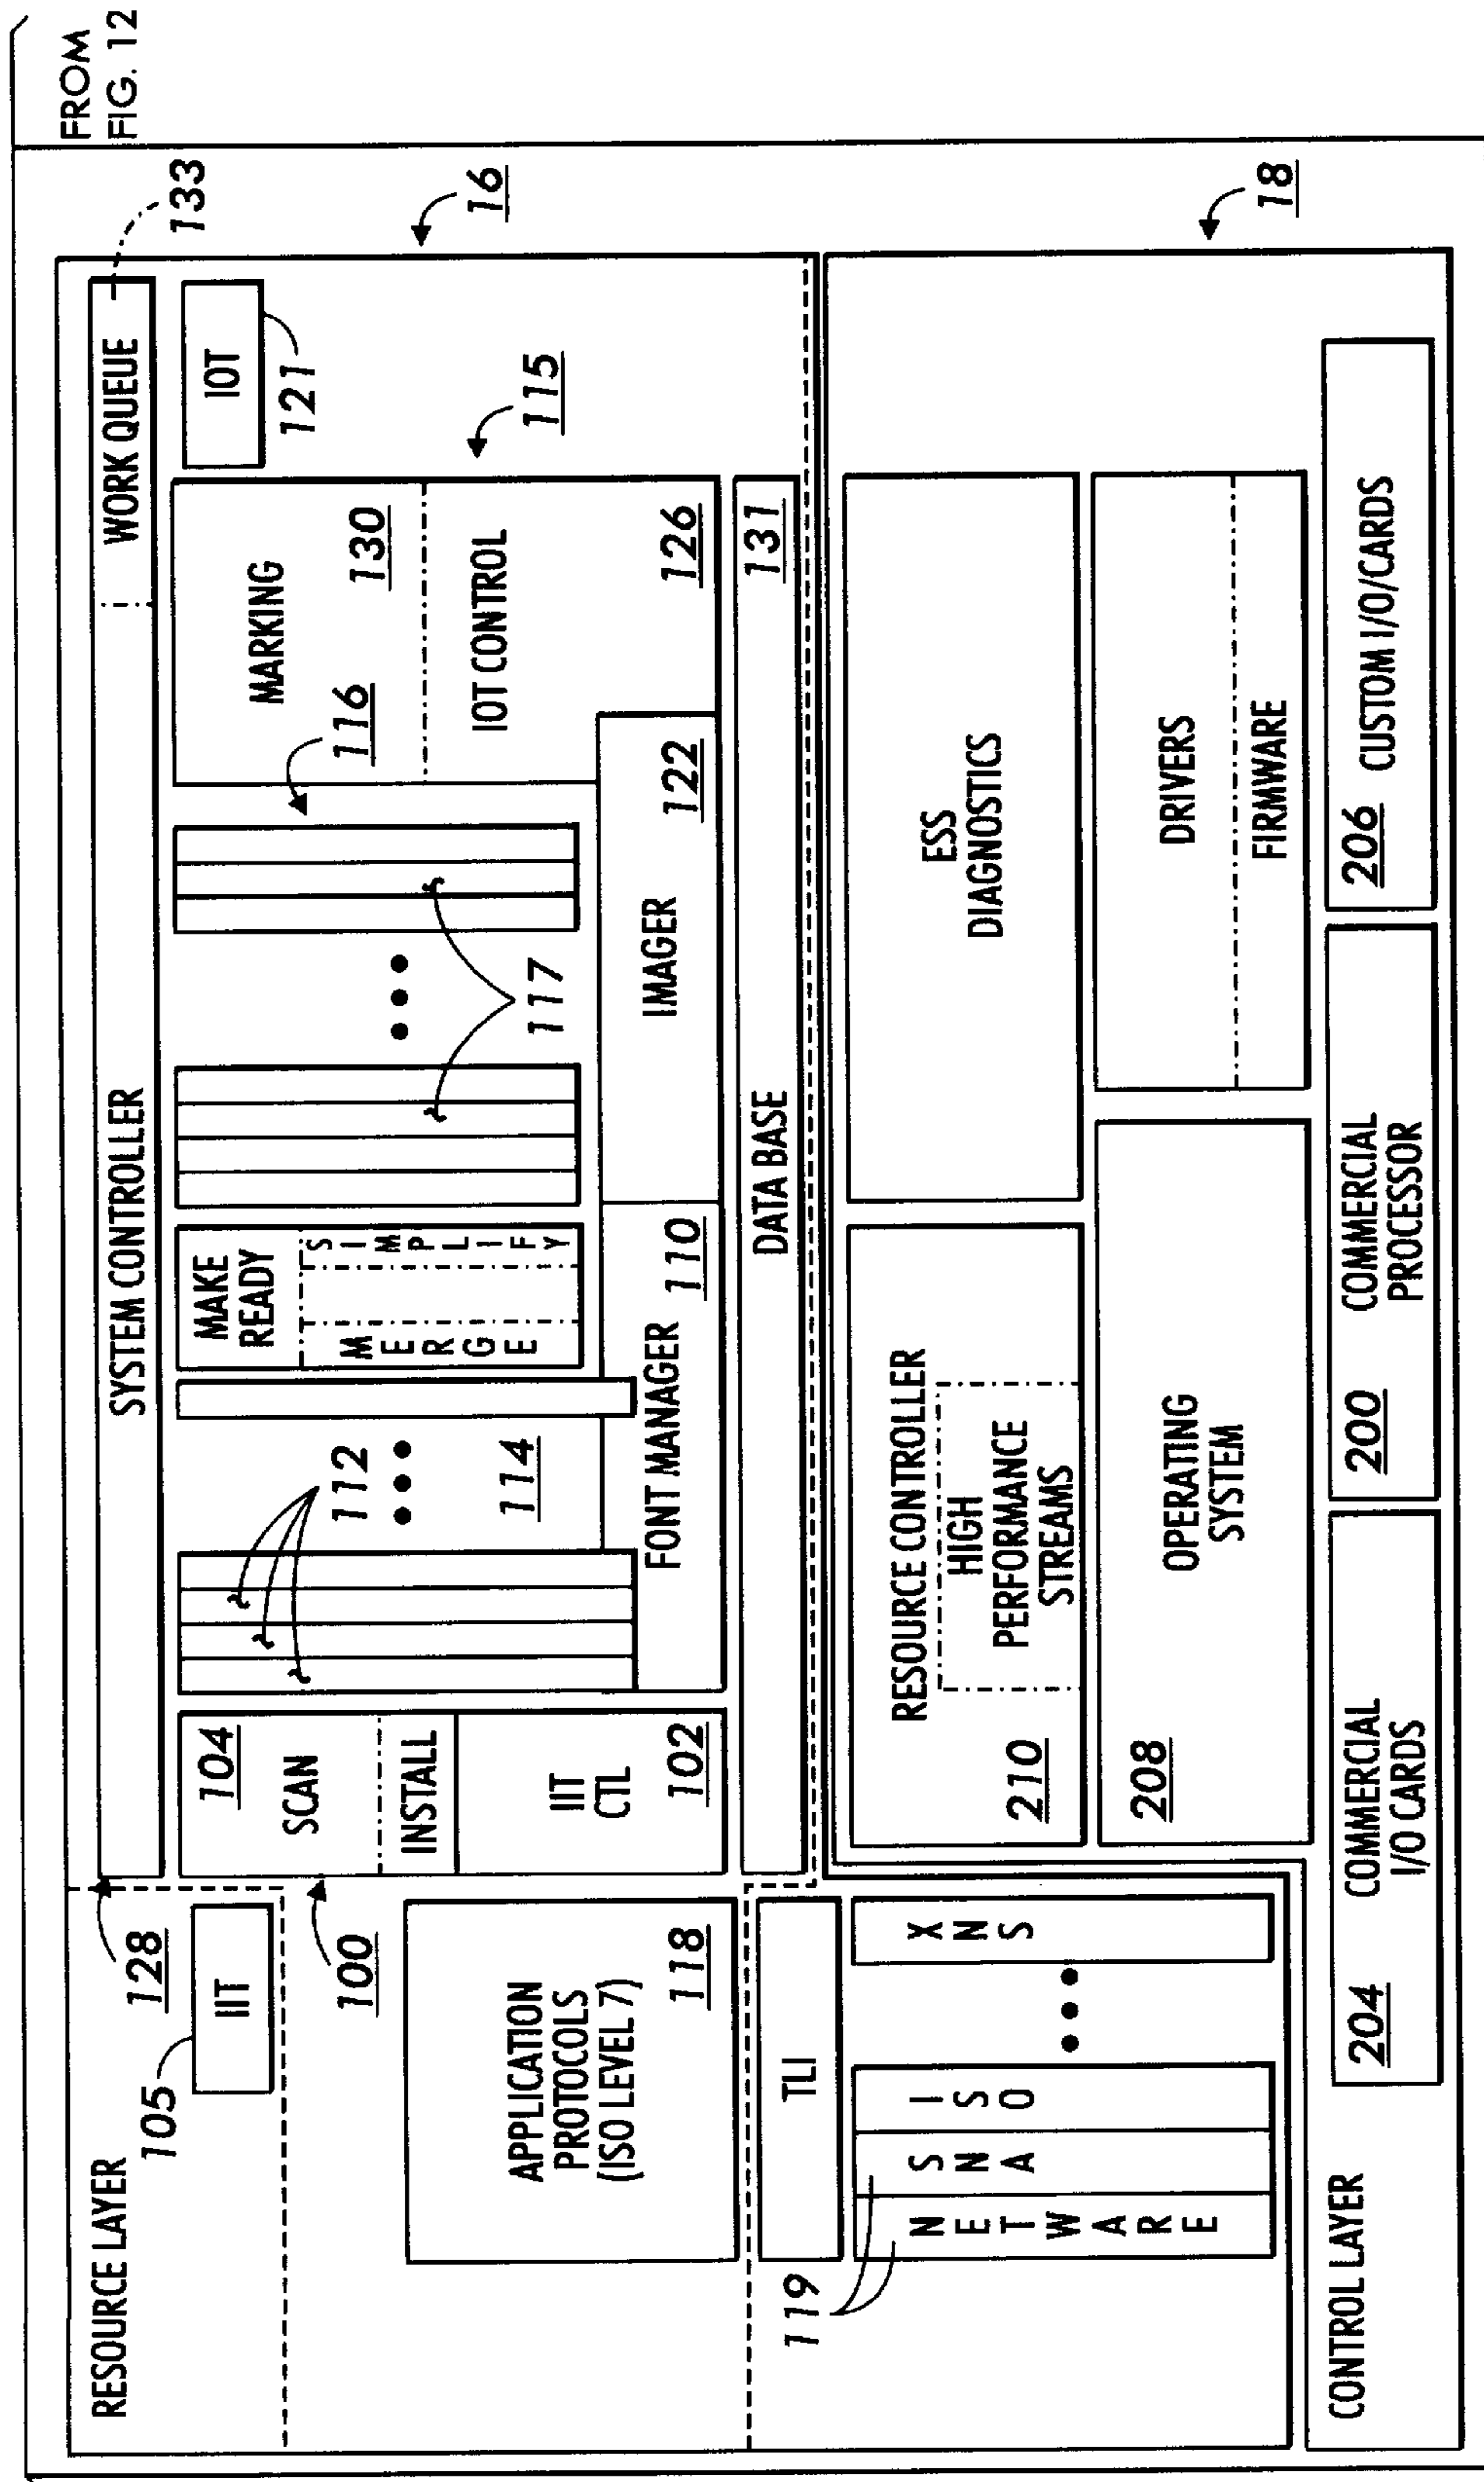 FROM
FIG. 12
RESOURCE LAYER
128
105
IIT
SYSTEM CONTROLLER
WORK QUEUE
133
100
104
SCAN
INSTALL
IIT
CTL
102
112
114
MAKE
READY
MERGE
SIMPLIFY
117
116
MARKING
130
IOT CONTROL
126
IOT
121
115
16
APPLICATION
PROTOCOLS
(ISO LEVEL 7)
118
FONT MANAGER
110
IMAGER
122
DATA BASE
131
TLI
119
NETWARE
SNA
ISO
XNS
RESOURCE CONTROLLER
HIGH
PERFORMANCE
STREAMS
210
ESS
DIAGNOSTICS
18
208
OPERATING
SYSTEM
DRIVERS
FIRMWARE
CONTROL LAYER
204
COMMERCIAL
I/O CARDS
200
COMMERCIAL
PROCESSOR
206
CUSTOM I/O/CARDS